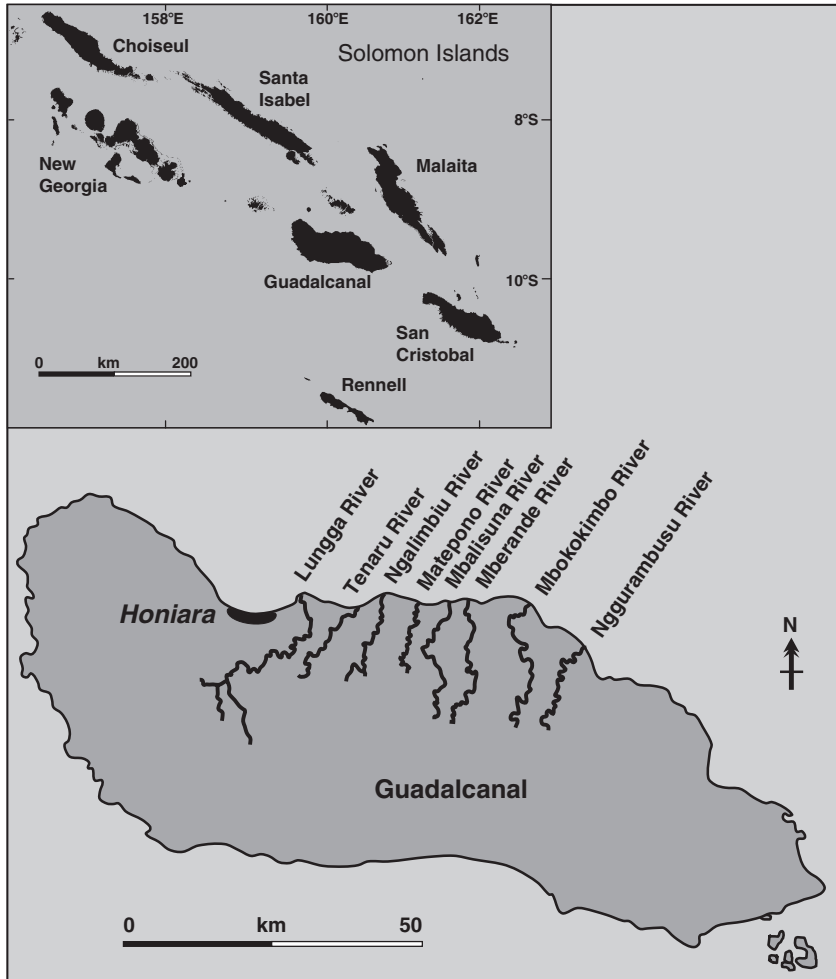 158°E 160°E 162°E
Choiseul
Solomon Islands
Santa
Isabel
8°S
New
Georgia
Malaita
Guadalcanal
10°S
San
Cristobal
0 km 200
Rennell
Lungga River
Tenaru River
Ngalimbiu River
Matepono River
Mbalisuna River
Mberande River
Mbokokimbo River
Nggurambusu River
Honiara
N
Guadalcanal
0 km 50